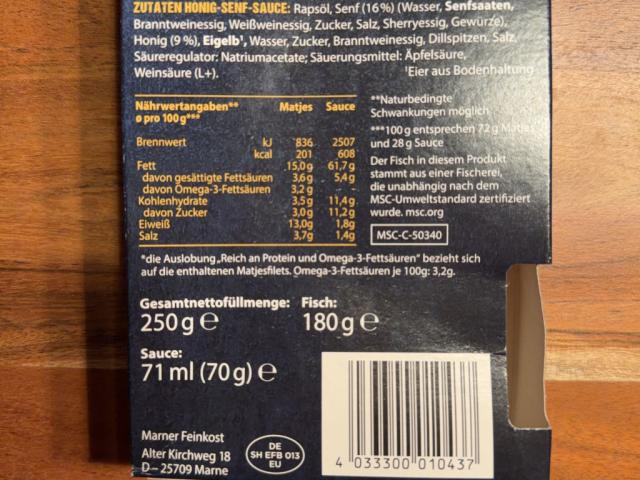 ZUTATEN HONIG-SENF-SAUCE: Rapsöl, Senf (16%) (Wasser, Senfsaaten,
Branntweinessig, Weißweinessig, Zucker, Salz, Sherryessig, Gewürze),
Honig (9%), Eigelb¹, Wasser, Zucker, Branntweinessig, Dillspitzen, Salz,
Säureregulator: Natriumacetate; Säuerungsmittel: Äpfelsäure,
Weinsäure (L+). ¹Eier aus Bodenhaltung
Nährwertangaben** Matjes Sauce
ø pro 100g***
Brennwert kJ 836 2507
kcal 201 608
Fett 15,0g 61,7g
davon gesättigte Fettsäuren 3,6g 5,4g
davon Omega-3-Fettsäuren 3,2g --
Kohlenhydrate 3,5g 11,4g
davon Zucker 3,0g 11,2g
Eiweiß 13,0g 1,8g
Salz 3,7g 1,4g
**Naturbedingte
Schwankungen möglich
***100g entsprechen 72g Matjes
und 28g Sauce
Der Fisch in diesem Produkt
stammt aus einer Fischerei,
die unabhängig nach dem
MSC-Umweltstandard zertifiziert
wurde. msc.org
MSC-C-50340
*die Auslobung „Reich an Protein und Omega-3-Fettsäuren" bezieht sich
auf die enthaltenen Matjesfilets. Omega-3-Fettsäuren je 100g: 3,2g.
Gesamtnettofüllmenge: Fisch:
250g ℮ 180g ℮
Sauce:
71 ml (70g) ℮
Marner Feinkost
Alter Kirchweg 18
D–25709 Marne
DE
SH EFB 013
EU
4 033300 010437